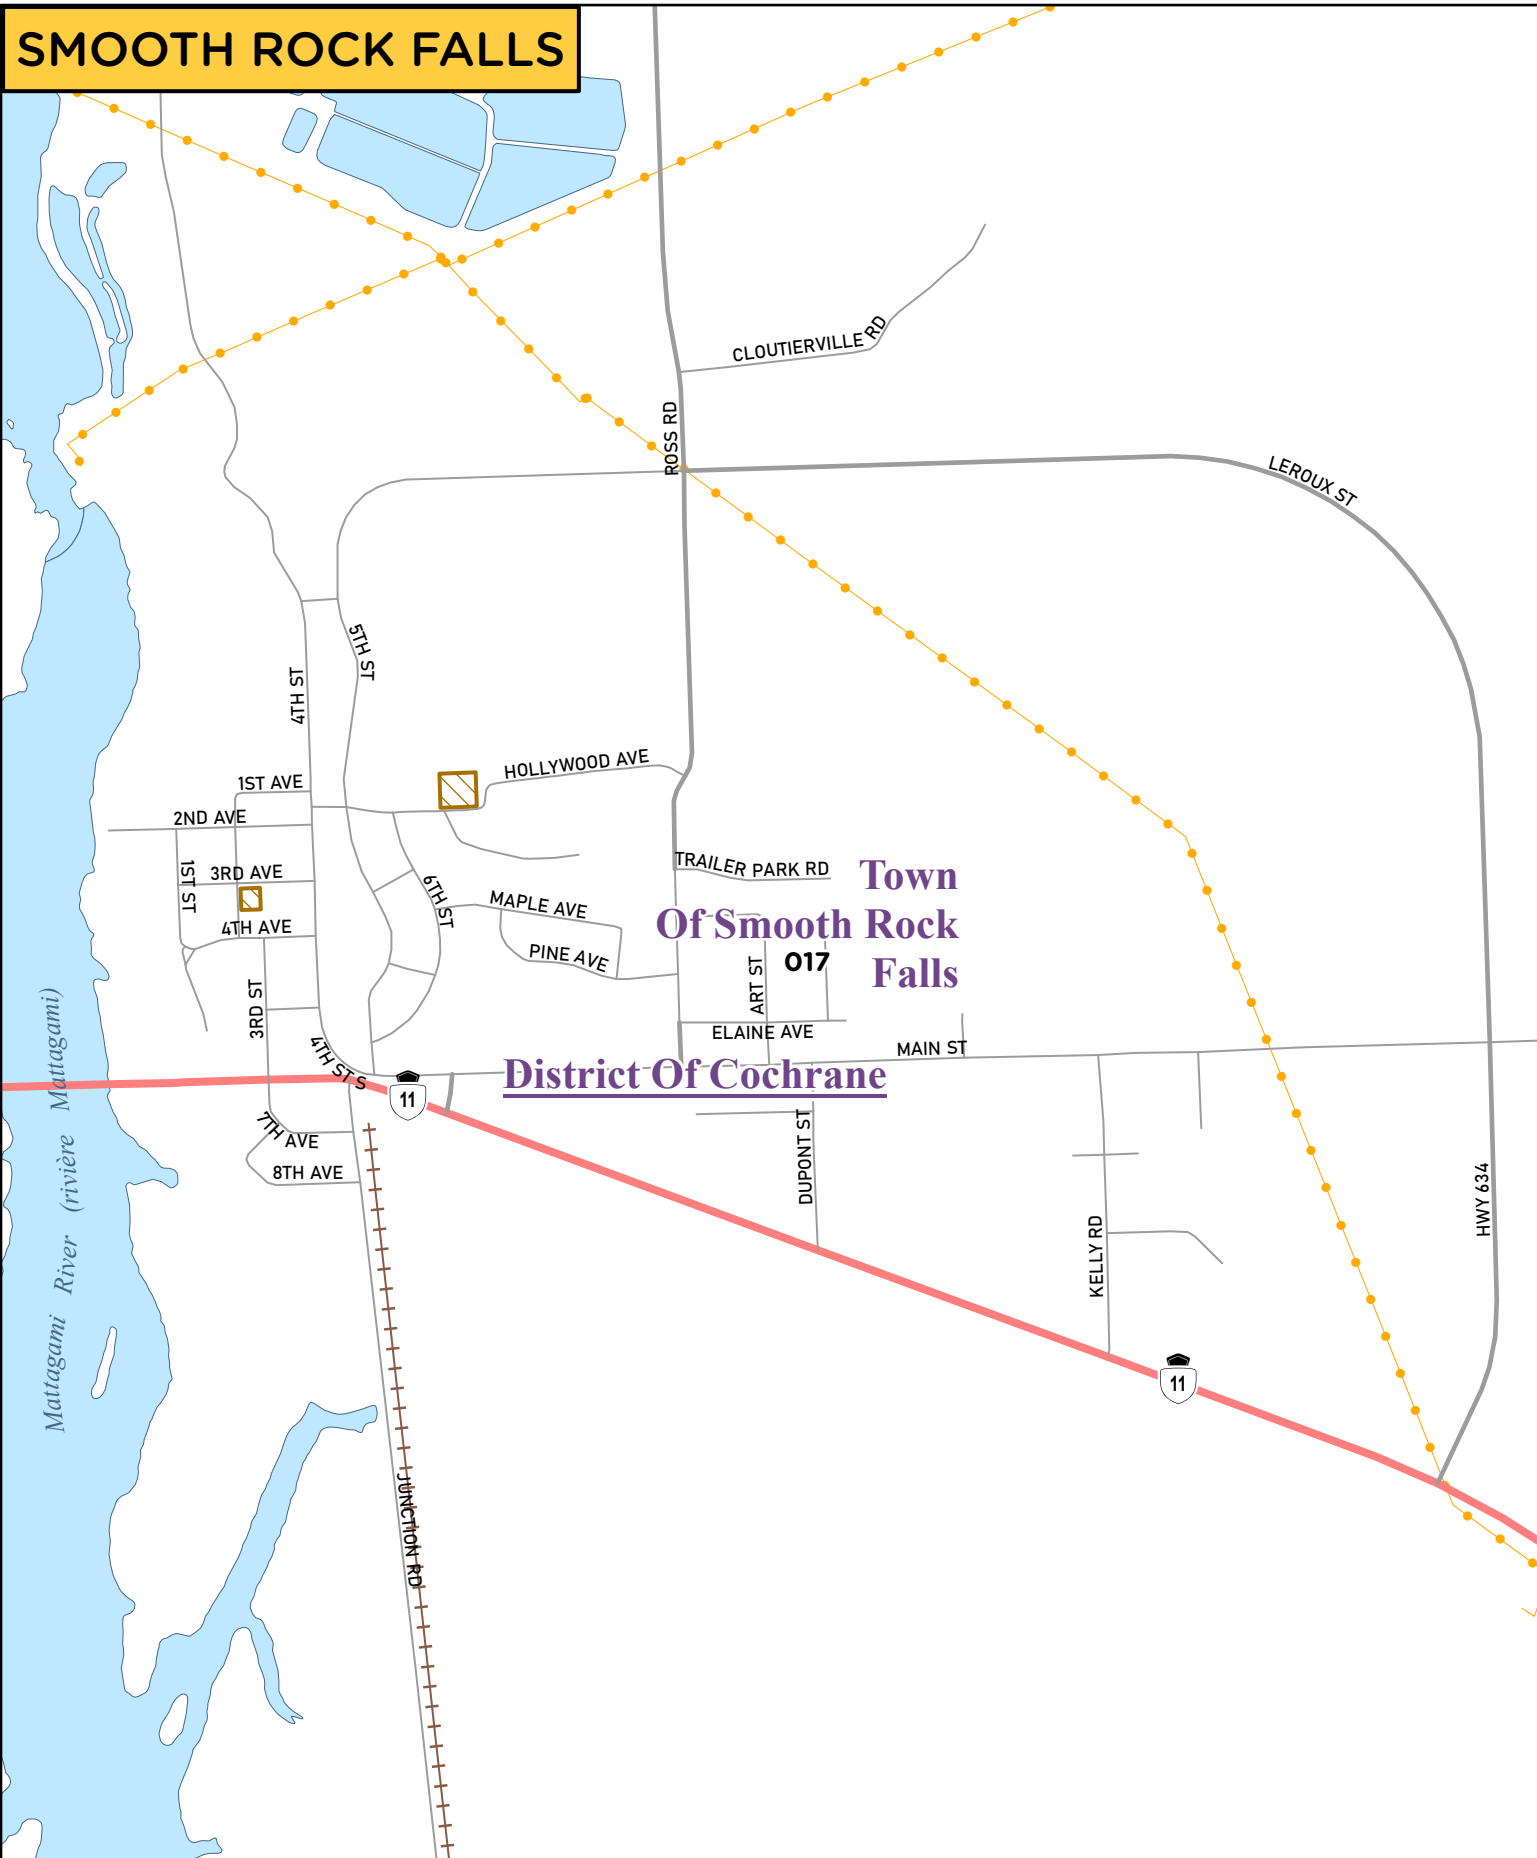 SMOOTH ROCK FALLS
CLOUTIERVILLE RD
ROSS RD
LEROUX ST
5TH ST
4TH ST
HOLLYWOOD AVE
1ST AVE
2ND AVE
1ST ST
3RD AVE
6TH ST
TRAILER PARK RD
Town
Of Smooth Rock
Falls
MAPLE AVE
4TH AVE
PINE AVE
017
ART ST
3RD ST
ELAINE AVE
MAIN ST
4TH ST S
District Of Cochrane
11
7TH AVE
8TH AVE
DUPONT ST
HWY 634
KELLY RD
Mattagami River (rivière Mattagami)
11
JUNCTION RD